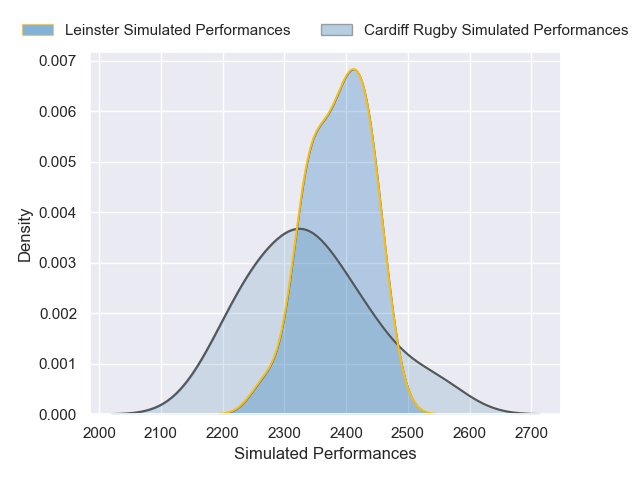 Leinster Simulated Performances Cardiff Rugby Simulated Performances
0.007
0.006
0.005
0.004
0.003
0.002
0.001
0.000
Density
2000 2100 2200 2300 2400 2500 2600 2700
Simulated Performances